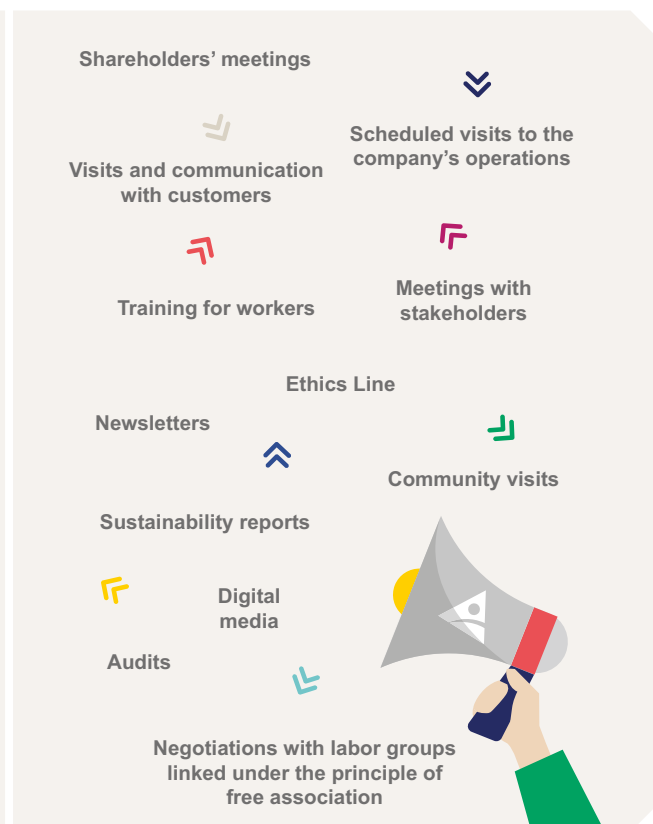 Shareholders’ meetings
Scheduled visits to the
company’s operations
Visits and communication
with customers
Training for workers
Meetings with
stakeholders
Ethics Line
Newsletters
Community visits
Sustainability reports
Digital
media
Audits
Negotiations with labor groups
linked under the principle of
free association